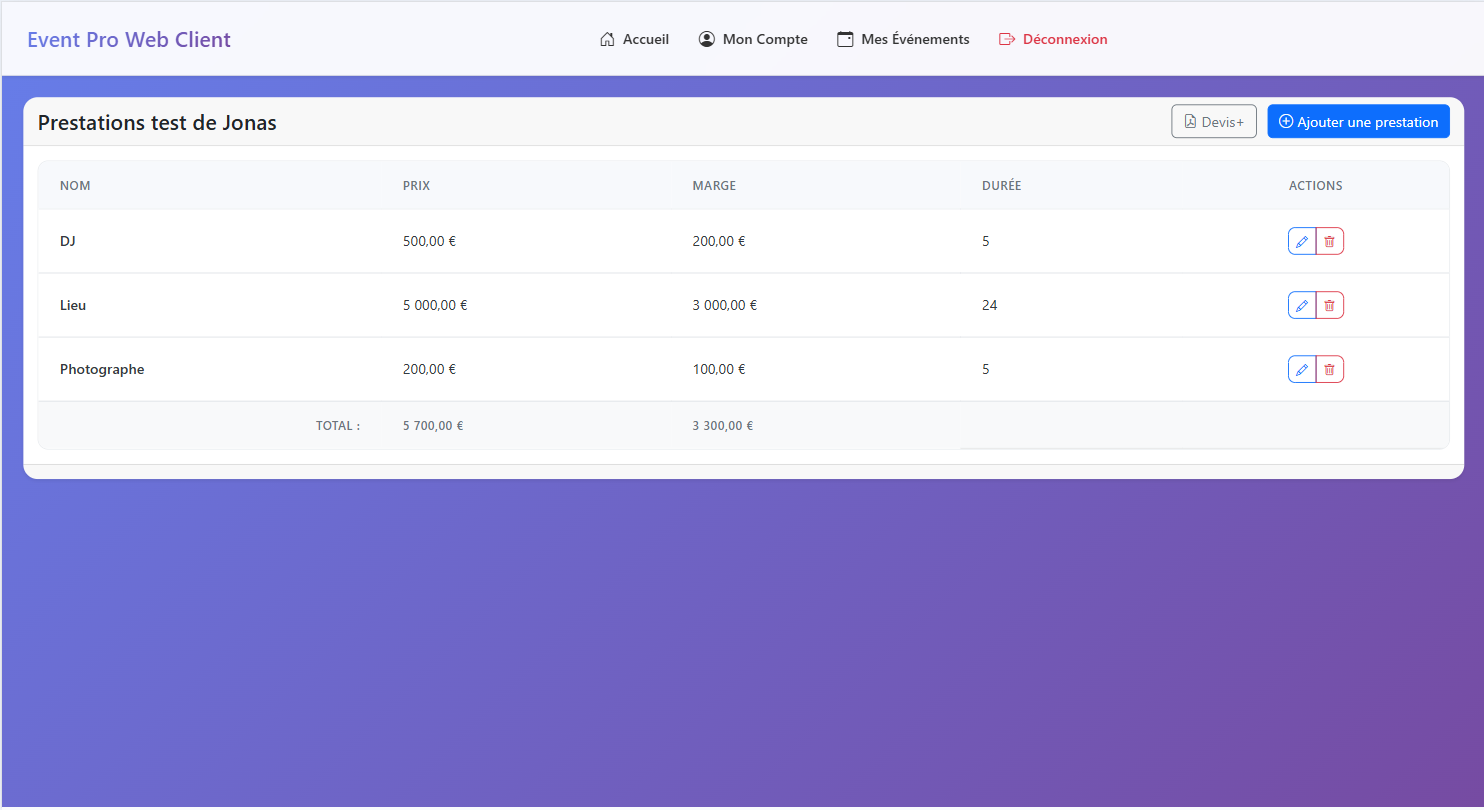 Event Pro Web Client Accueil Mon Compte Mes Événements Déconnexion
Prestations test de Jonas Devis+ Ajouter une prestation
NOM PRIX MARGE DURÉE ACTIONS
DJ 500,00 € 200,00 € 5
Lieu 5 000,00 € 3 000,00 € 24
Photographe 200,00 € 100,00 € 5
TOTAL : 5 700,00 € 3 300,00 €